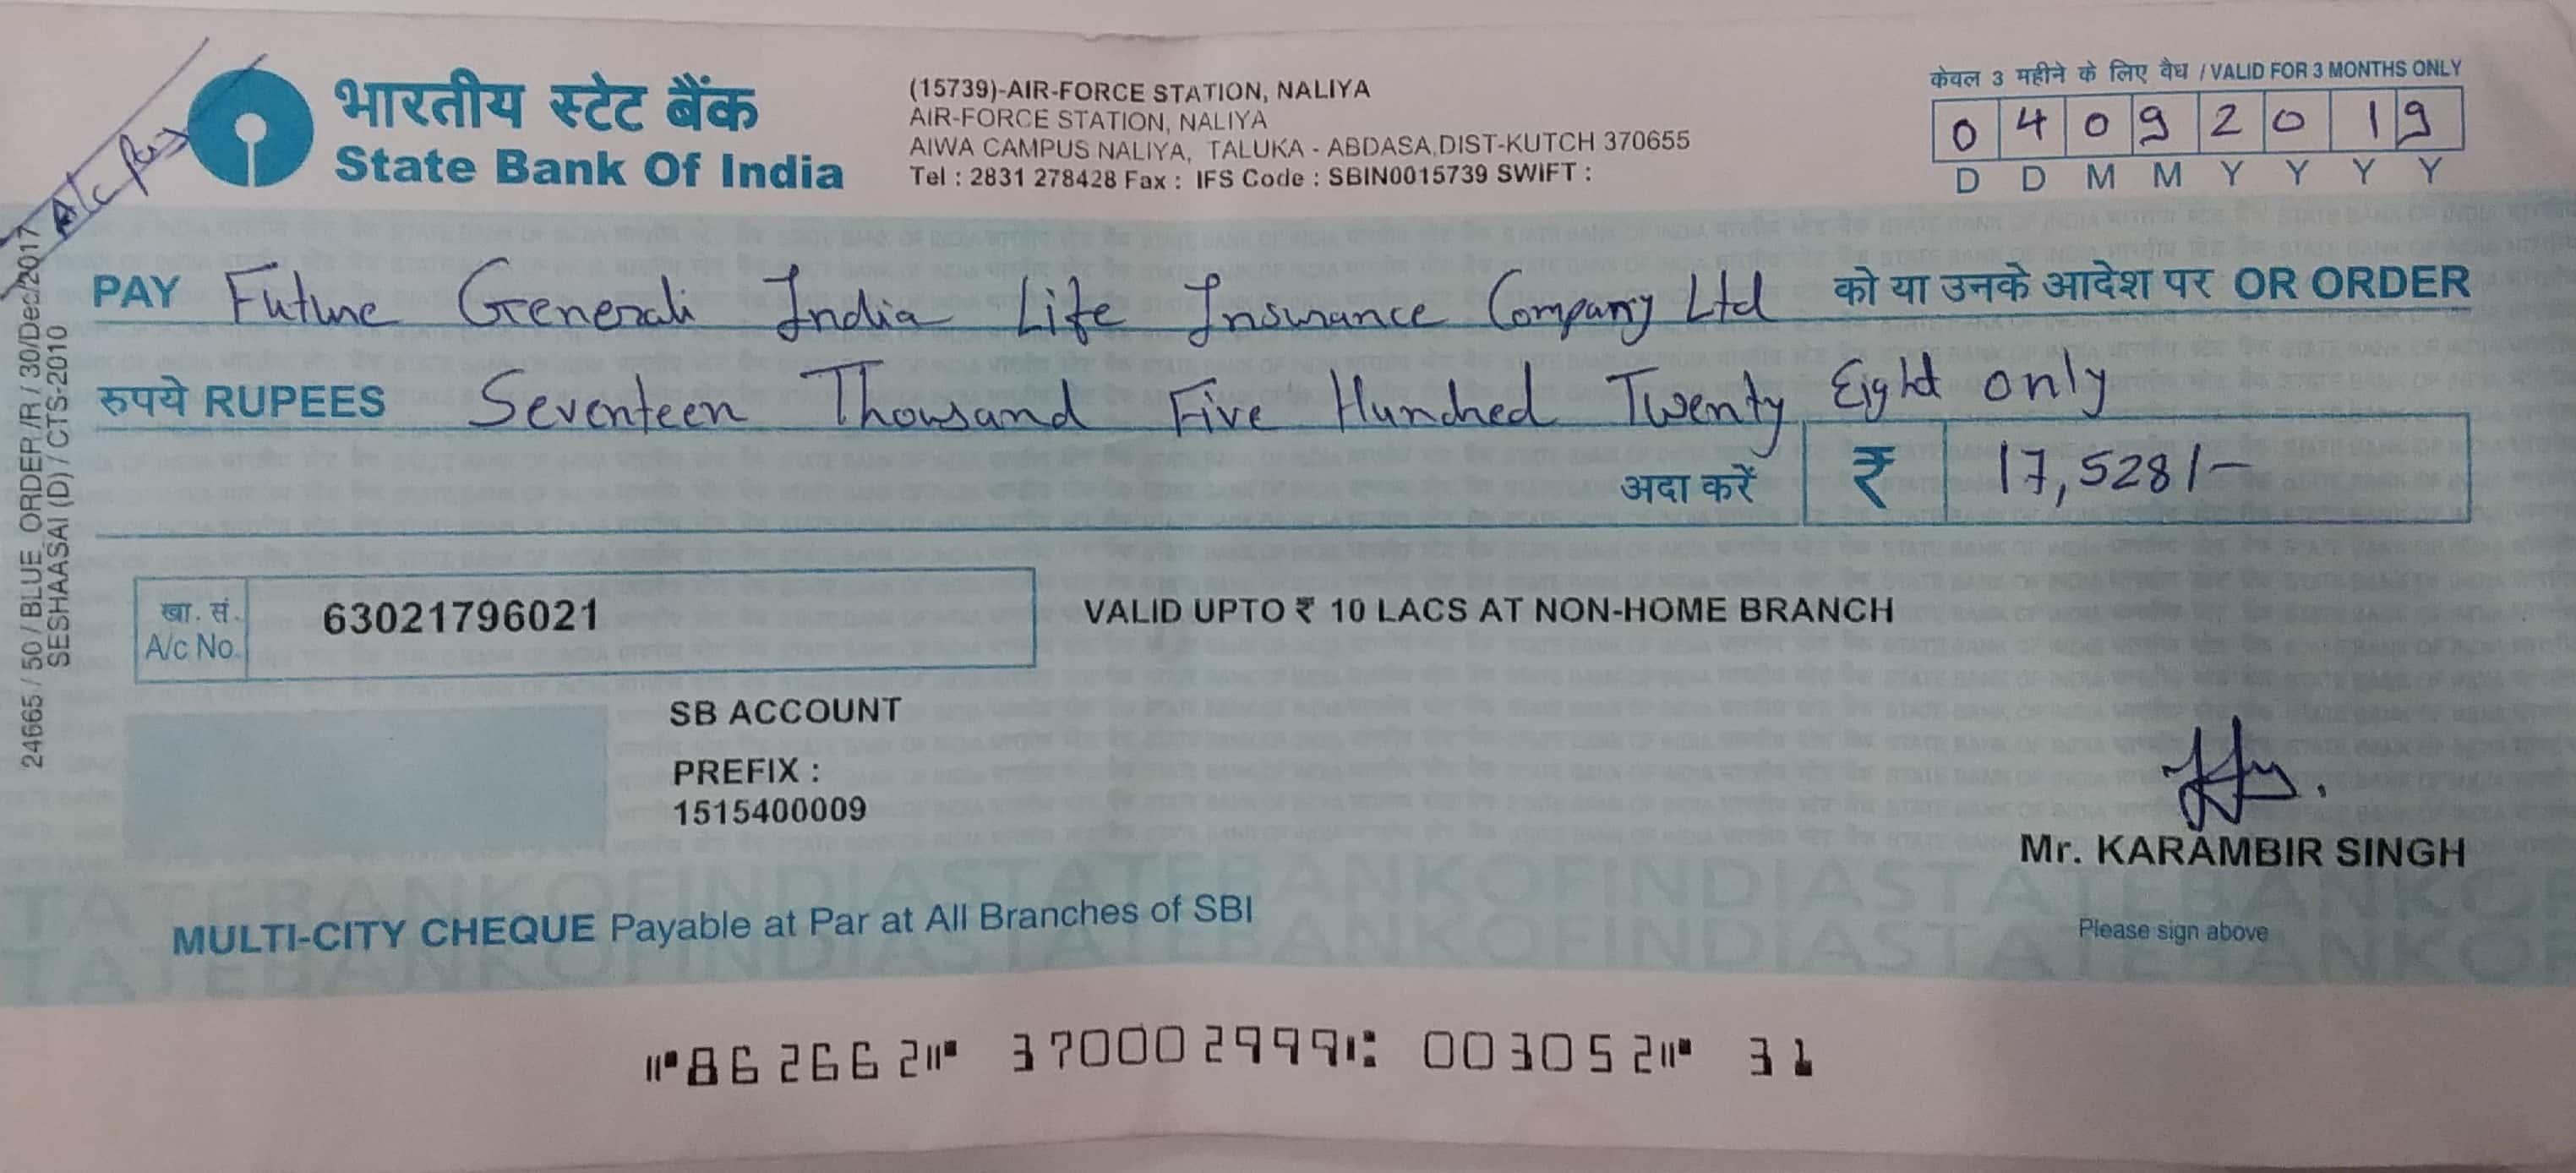 A/c Pay
भारतीय स्टेट बैंक
State Bank Of India
(15739)-AIR-FORCE STATION, NALIYA
AIR-FORCE STATION, NALIYA
AIWA CAMPUS NALIYA, TALUKA - ABDASA,DIST-KUTCH 370655
Tel : 2831 278428 Fax : IFS Code : SBIN0015739 SWIFT :
केवल 3 महीने के लिए वैध / VALID FOR 3 MONTHS ONLY
0 4 0 9 2 0 1 9
D D M M Y Y Y Y
PAY Future Generali India Life Insurance Company Ltd को या उनके आदेश पर OR ORDER
रुपये RUPEES Seventeen Thousand Five Hundred Twenty Eight only
अदा करें ₹ 17,528/-
खा. सं. 63021796021
A/c No.
VALID UPTO ₹ 10 LACS AT NON-HOME BRANCH
SB ACCOUNT
PREFIX :
1515400009
Mr. KARAMBIR SINGH
Please sign above
MULTI-CITY CHEQUE Payable at Par at All Branches of SBI
⑈862662⑈ 370002999⑆ 003052⑈ 31
24665 / 50 / BLUE_ORDER /R / 30/Dec/2017
SESHAASAI (D) / CTS-2010